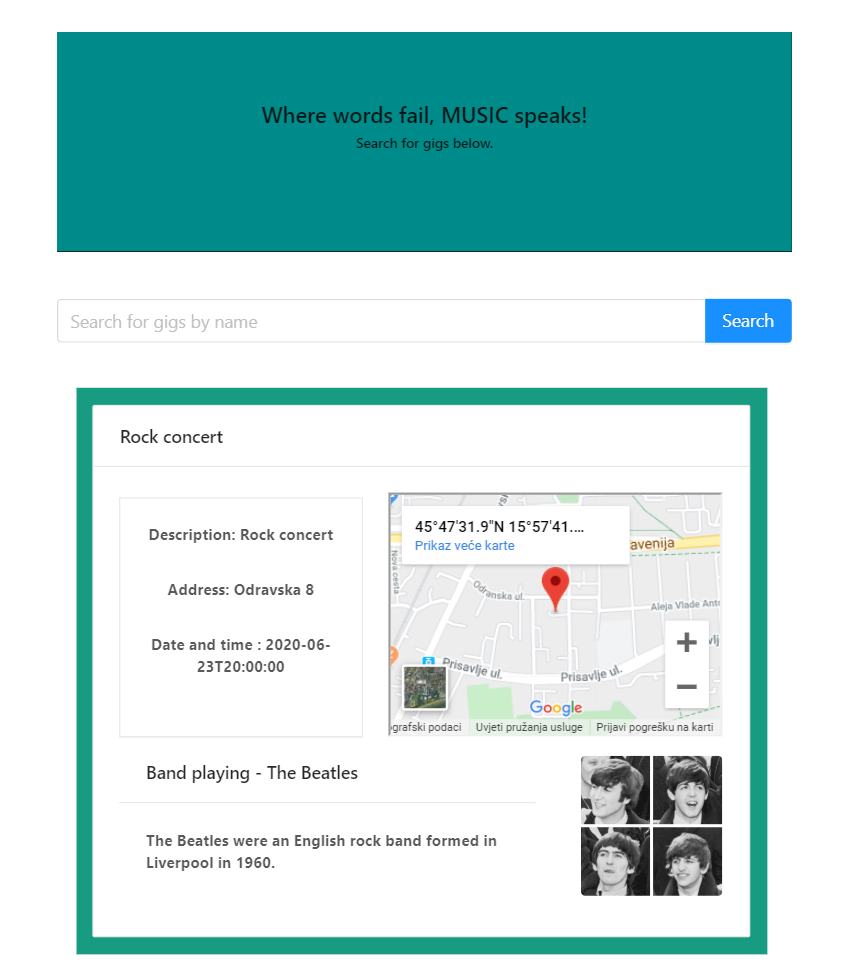 Where words fail, MUSIC speaks!
Search for gigs below.
Search for gigs by name
Search
Rock concert
Description: Rock concert
Address: Odravska 8
Date and time : 2020-06-
23T20:00:00
45°47'31.9"N 15°57'41.…
Prikaz veće karte
avenija
Nova cesta
Odranska ul.
Aleja Vlade Ant
Prisavlje ul.
Prisavlje ul.
Google
ografski podaci
Uvjeti pružanja usluge
Prijavi pogrešku na karti
Band playing - The Beatles
The Beatles were an English rock band formed in
Liverpool in 1960.